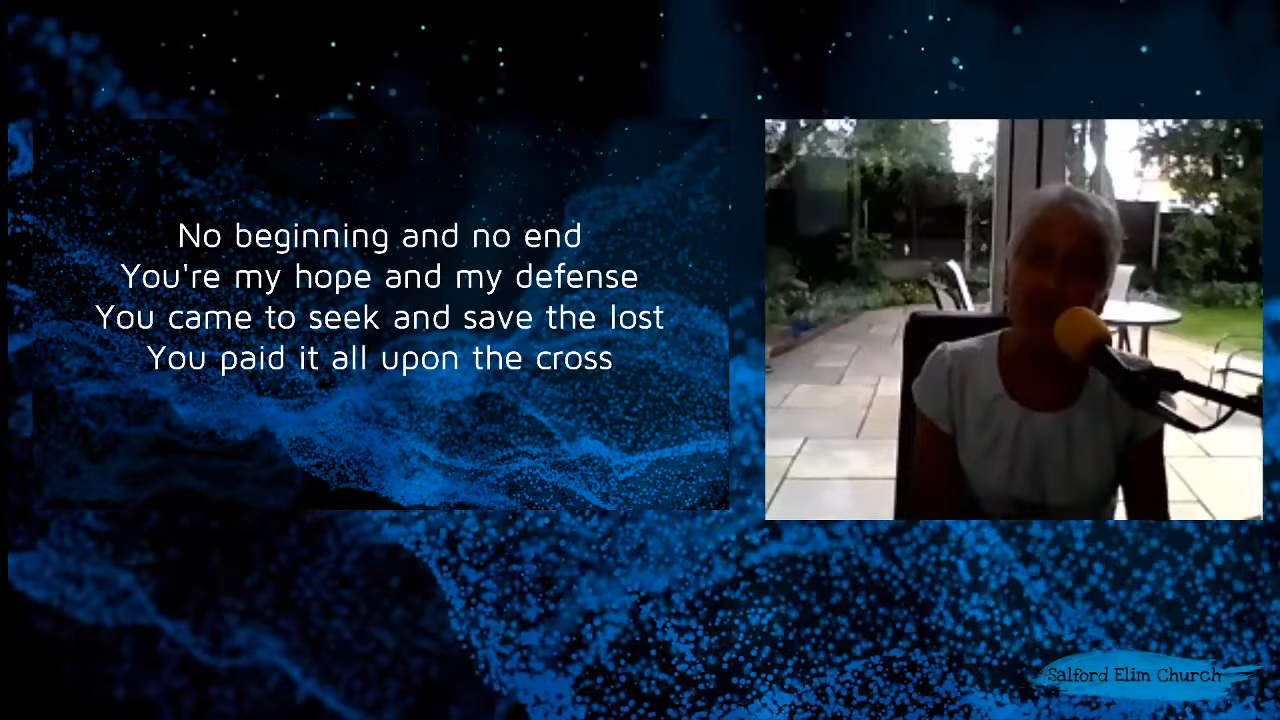 No beginning and no end
You're my hope and my defense
You came to seek and save the lost
You paid it all upon the cross
Salford Elim Church